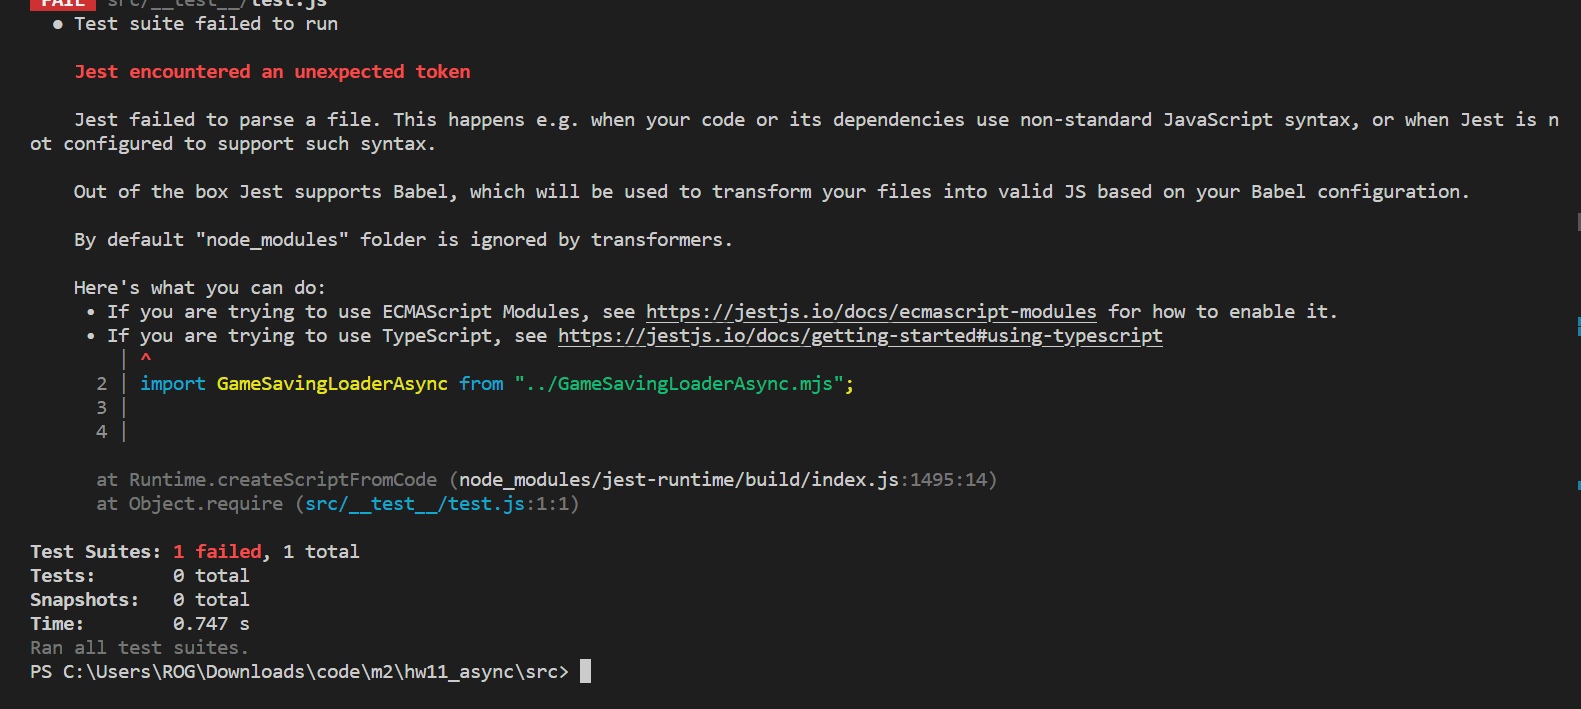 FAIL src/__test__/test.js
● Test suite failed to run
Jest encountered an unexpected token
Jest failed to parse a file. This happens e.g. when your code or its dependencies use non-standard JavaScript syntax, or when Jest is n
ot configured to support such syntax.
Out of the box Jest supports Babel, which will be used to transform your files into valid JS based on your Babel configuration.
By default "node_modules" folder is ignored by transformers.
Here's what you can do:
• If you are trying to use ECMAScript Modules, see https://jestjs.io/docs/ecmascript-modules for how to enable it.
• If you are trying to use TypeScript, see https://jestjs.io/docs/getting-started#using-typescript
| ^
2 | import GameSavingLoaderAsync from "../GameSavingLoaderAsync.mjs";
3 |
4 |
at Runtime.createScriptFromCode (node_modules/jest-runtime/build/index.js:1495:14)
at Object.require (src/__test__/test.js:1:1)
Test Suites: 1 failed, 1 total
Tests: 0 total
Snapshots: 0 total
Time: 0.747 s
Ran all test suites.
PS C:\Users\ROG\Downloads\code\m2\hw11_async\src>